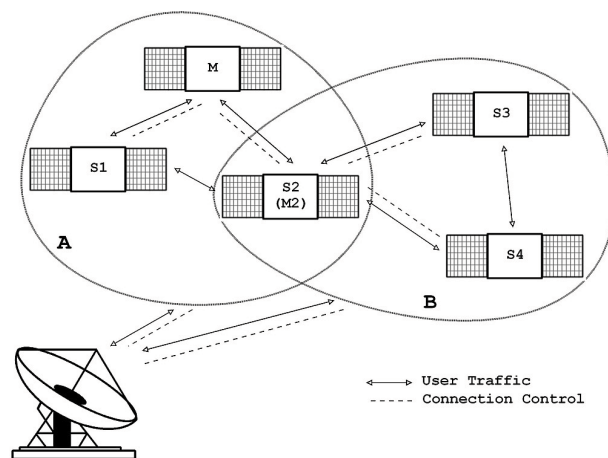 M
S3
S1
S2
(M2)
A
S4
B
User Traffic
Connection Control